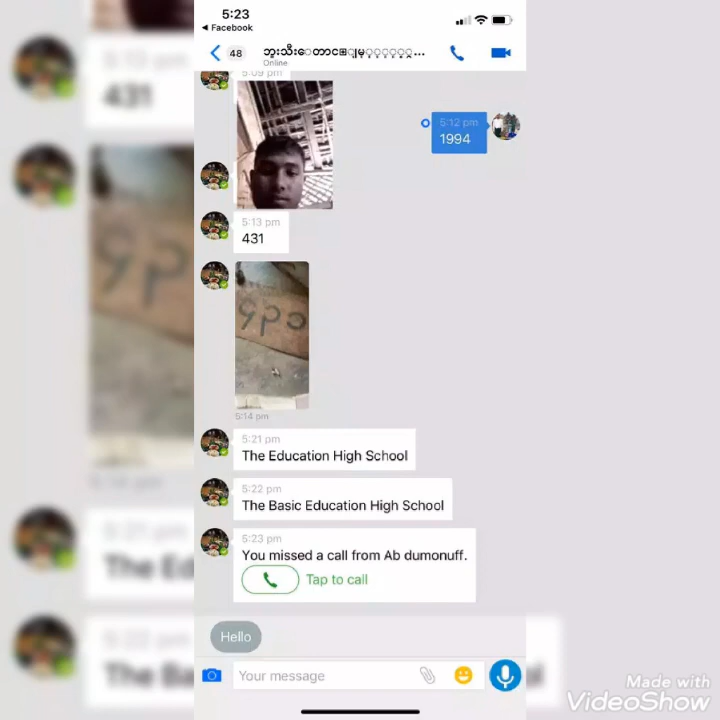 5:23
Facebook
48
Online
5:09 pm
5:12 pm
1994
5:13 pm
431
5:14 pm
5:21 pm
The Education High School
5:22 pm
The Basic Education High School
5:23 pm
You missed a call from Ab dumonuff.
Tap to call
Hello
Your message
Made with
VideoShow